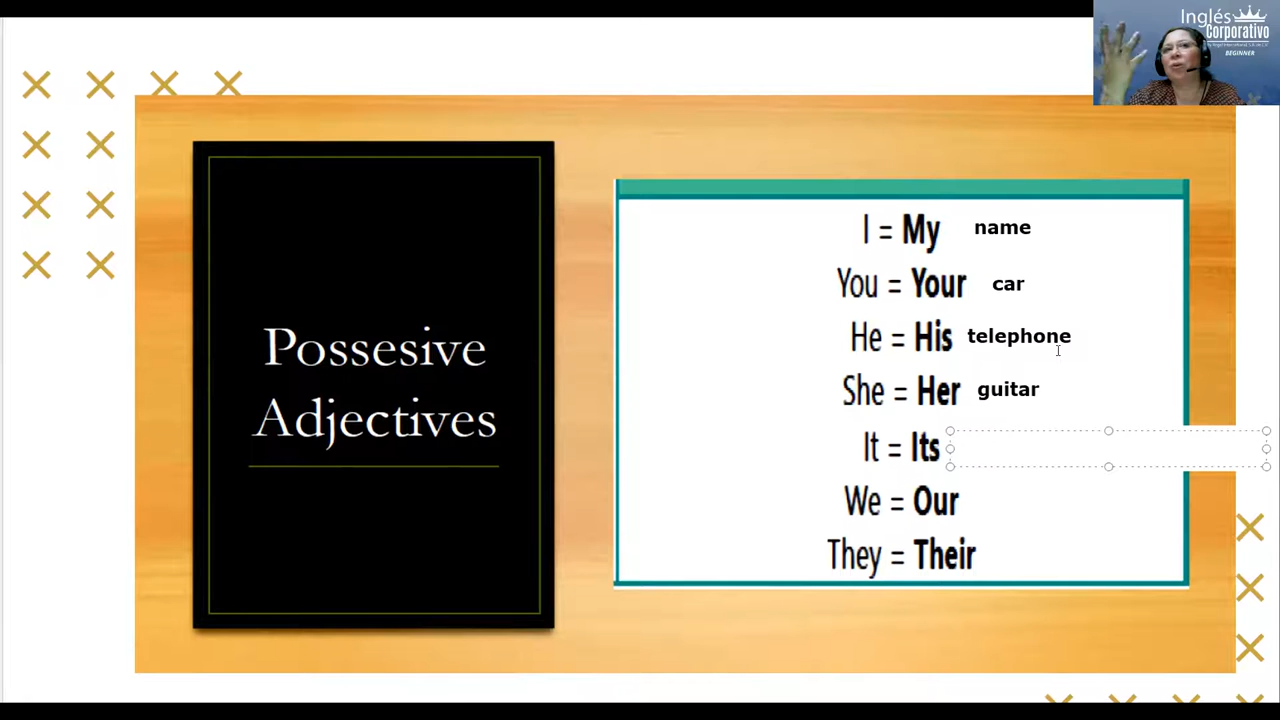 Inglés
Corporativo
BEGINNER
Possesive
Adjectives
I = My name
You = Your car
He = His telephone
She = Her guitar
It = Its
We = Our
They = Their